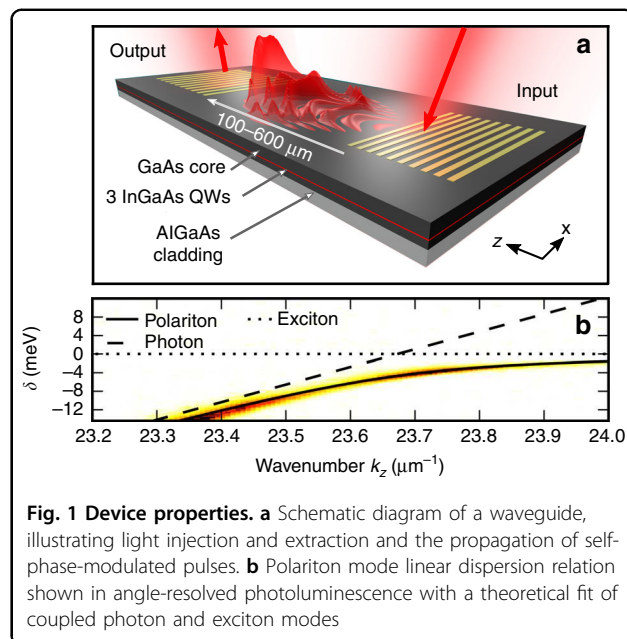 a
Output
Input
100–600 μm
GaAs core
3 InGaAs QWs
AlGaAs
cladding
z
x
b
Polariton
Exciton
Photon
δ (meV)
8
4
0
−4
−8
−12
23.2 23.3 23.4 23.5 23.6 23.7 23.8 23.9 24.0
Wavenumber kz (μm−1)
Fig. 1 Device properties. a Schematic diagram of a waveguide,
illustrating light injection and extraction and the propagation of self-
phase-modulated pulses. b Polariton mode linear dispersion relation
shown in angle-resolved photoluminescence with a theoretical fit of
coupled photon and exciton modes